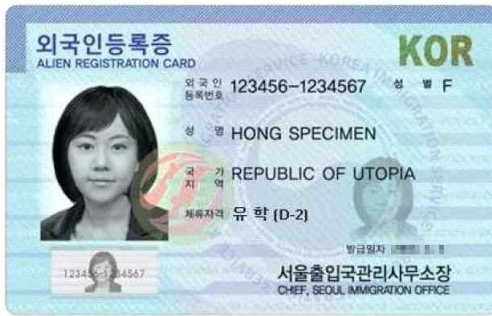 외국인등록증
KOR
ALIEN REGISTRATION CARD
외국인
등록번호 123456-1234567 성 별 F
성 명 HONG SPECIMEN
국 가
지 역 REPUBLIC OF UTOPIA
체류자격 유 학 (D-2)
발급일자
123456-1234567
서울출입국관리사무소장
CHIEF, SEOUL IMMIGRATION OFFICE